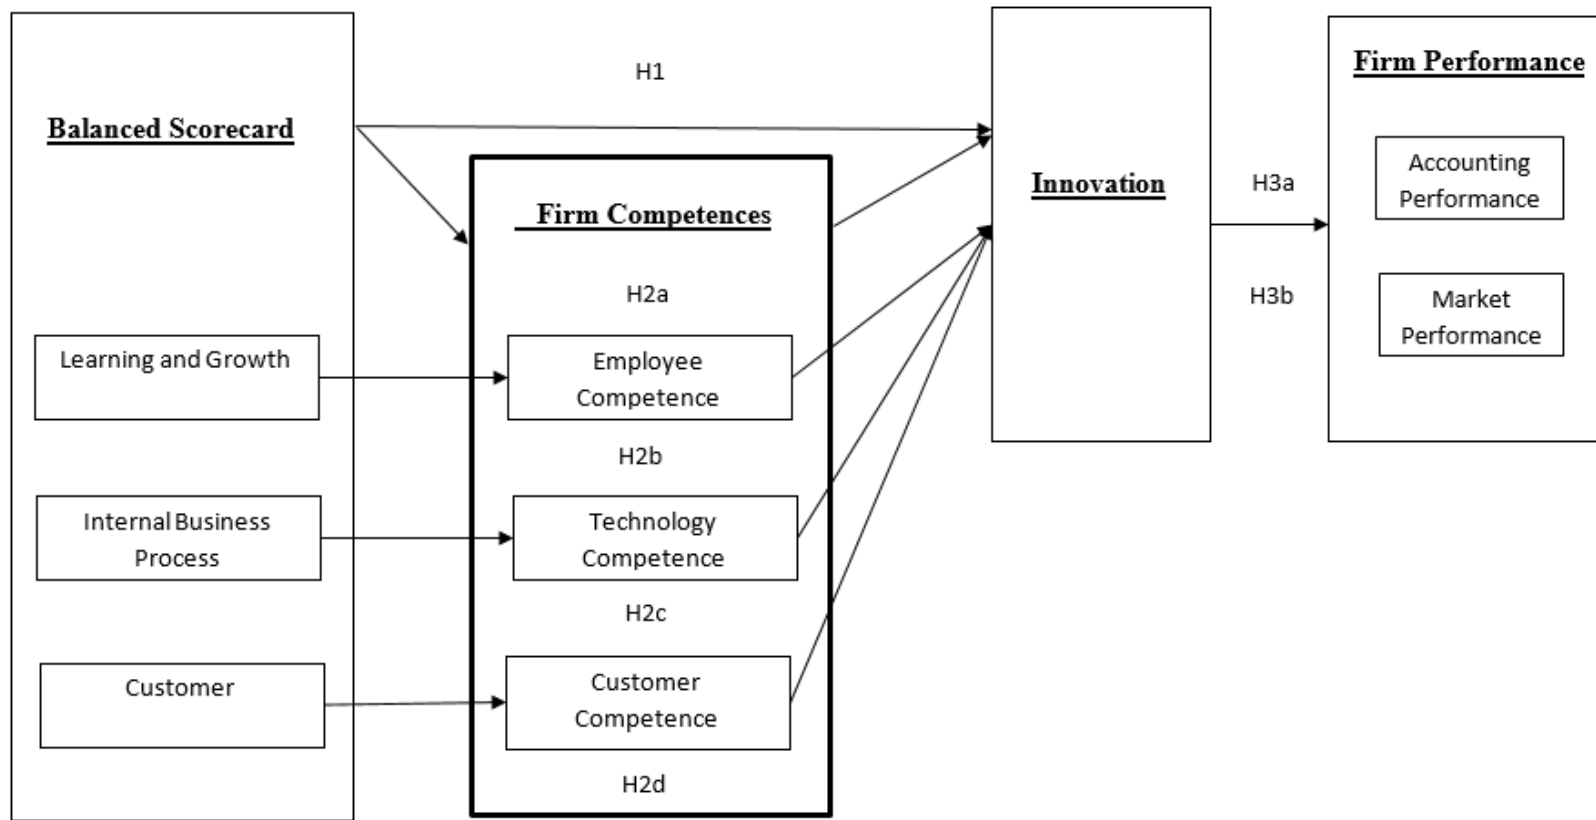 Balanced Scorecard
Learning and Growth
Internal Business
Process
Customer
H1
Firm Competences
H2a
Employee
Competence
H2b
Technology
Competence
H2c
Customer
Competence
H2d
Innovation
H3a
H3b
Firm Performance
Accounting
Performance
Market
Performance